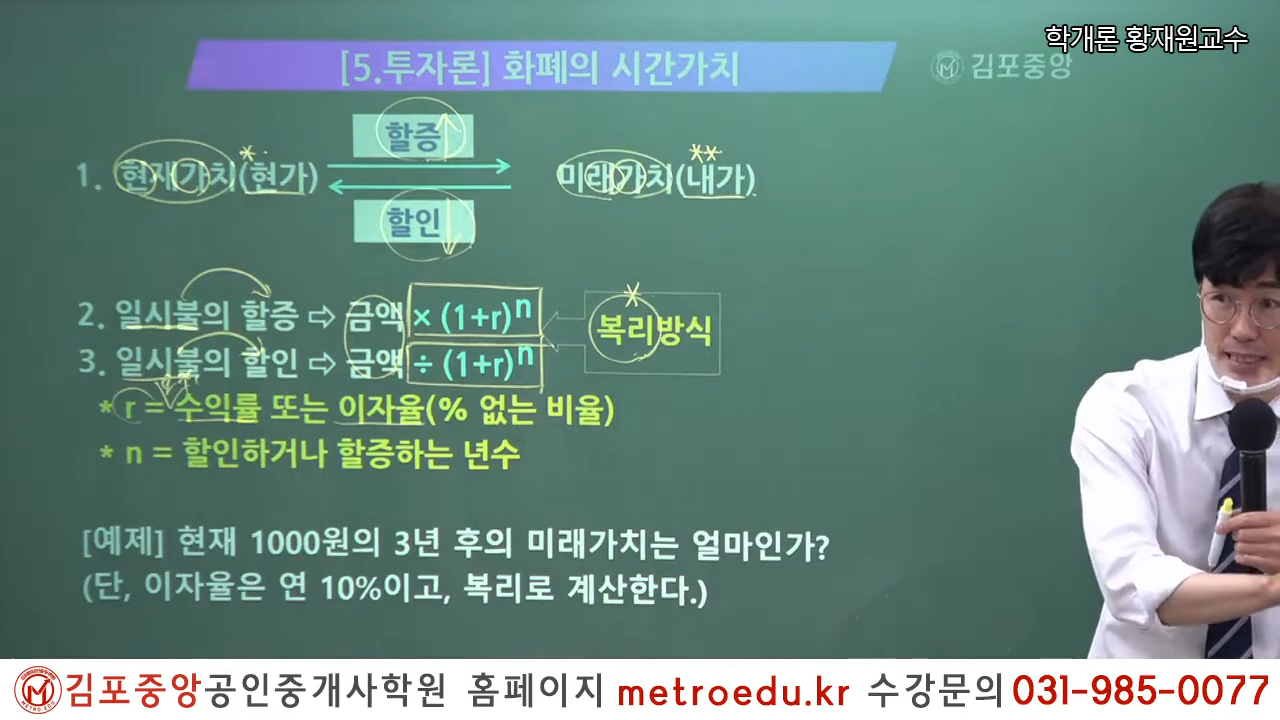 학개론 황재원교수
[5.투자론] 화폐의 시간가치
김포중앙
할증
1. 현재가치(현가) 미래가치(내가)
할인
2. 일시불의 할증 ⇨ 금액 × (1+r)ⁿ
복리방식
3. 일시불의 할인 ⇨ 금액 ÷ (1+r)ⁿ
* r = 수익률 또는 이자율(% 없는 비율)
* n = 할인하거나 할증하는 년수
[예제] 현재 1000원의 3년 후의 미래가치는 얼마인가?
(단, 이자율은 연 10%이고, 복리로 계산한다.)
김포중앙공인중개사학원 홈페이지 metroedu.kr 수강문의 031-985-0077
METRO EDU